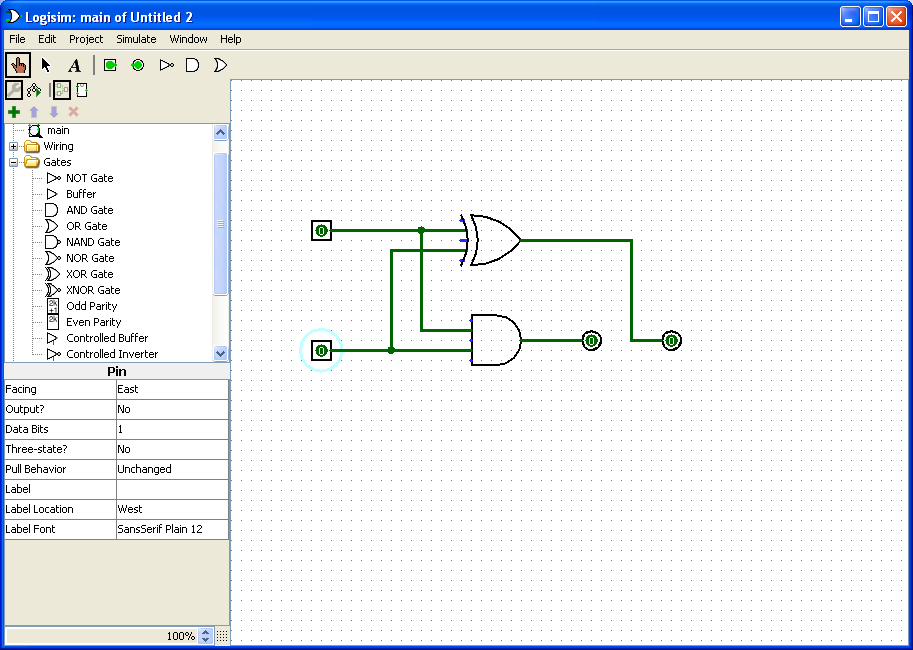 Logisim: main of Untitled 2
File Edit Project Simulate Window Help
A
main
Wiring
Gates
NOT Gate
Buffer
AND Gate
OR Gate
NAND Gate
NOR Gate
XOR Gate
XNOR Gate
Odd Parity
Even Parity
Controlled Buffer
Controlled Inverter
Pin
Facing East
Output? No
Data Bits 1
Three-state? No
Pull Behavior Unchanged
Label
Label Location West
Label Font SansSerif Plain 12
100%
0
0
0 0